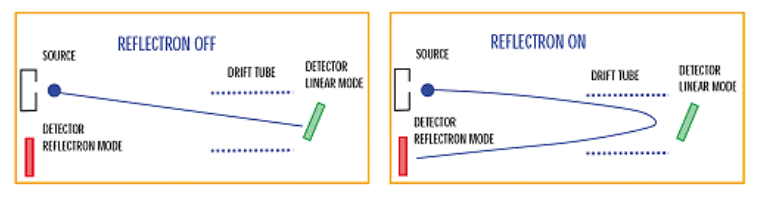 REFLECTRON OFF
SOURCE
DRIFT TUBE
DETECTOR
LINEAR MODE
DETECTOR
REFLECTRON MODE
REFLECTRON ON
SOURCE
DRIFT TUBE
DETECTOR
LINEAR MODE
DETECTOR
REFLECTRON MODE